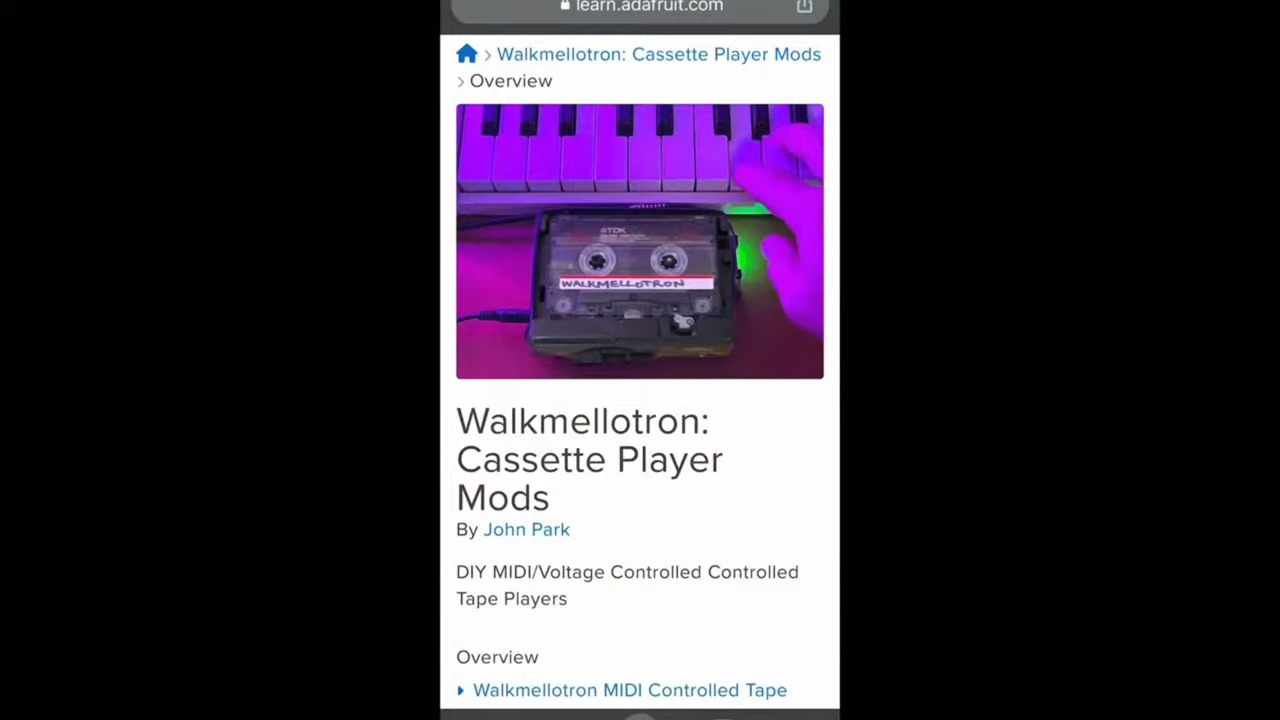 learn.adafruit.com
Walkmellotron: Cassette Player Mods
Overview
TDK
WALKMELLOTRON
Walkmellotron:
Cassette Player
Mods
By John Park
DIY MIDI/Voltage Controlled Controlled
Tape Players
Overview
Walkmellotron MIDI Controlled Tape